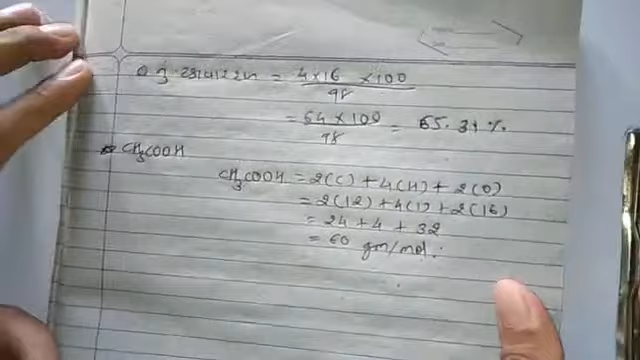 = 4×16 ×100
98
= 64 × 100 = 65.31 %
98
CH3COOH
CH3COOH = 2(C) + 4(H) + 2(O)
= 2(12) + 4(1) + 2(16)
= 24 + 4 + 32
= 60 gm/mol.